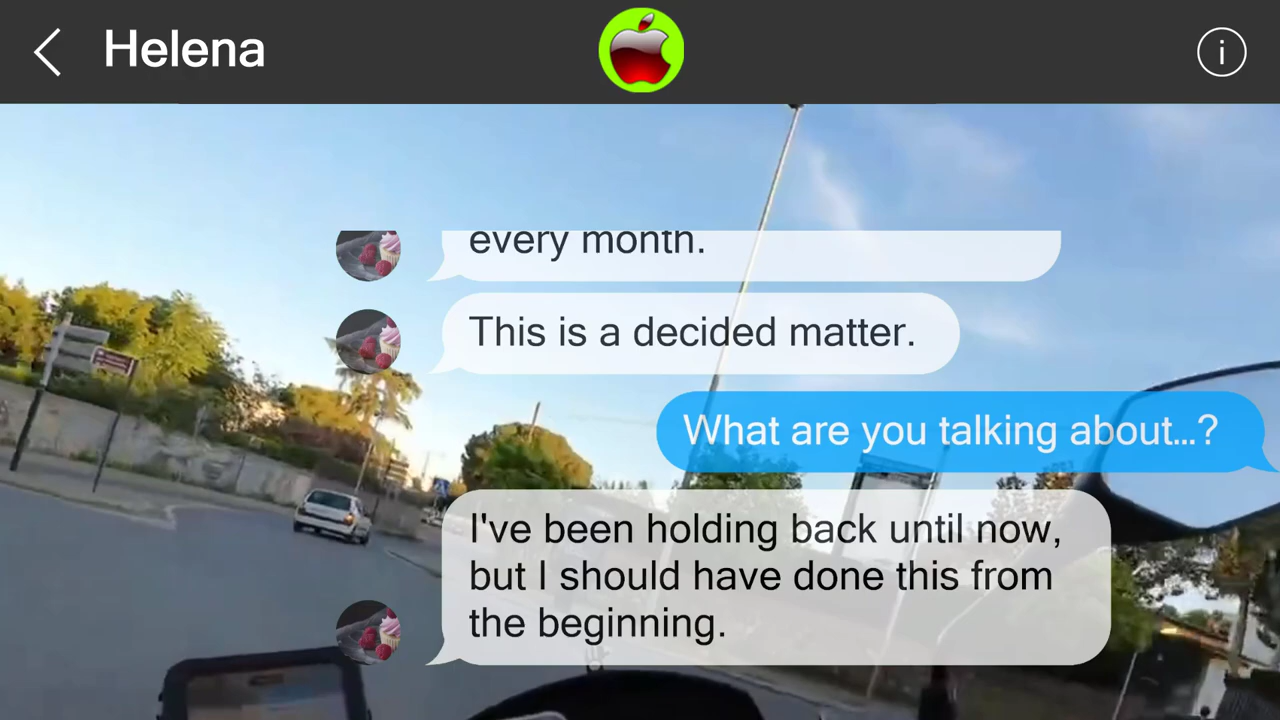 Helena
i
every month.
This is a decided matter.
What are you talking about...?
I've been holding back until now,
but I should have done this from
the beginning.